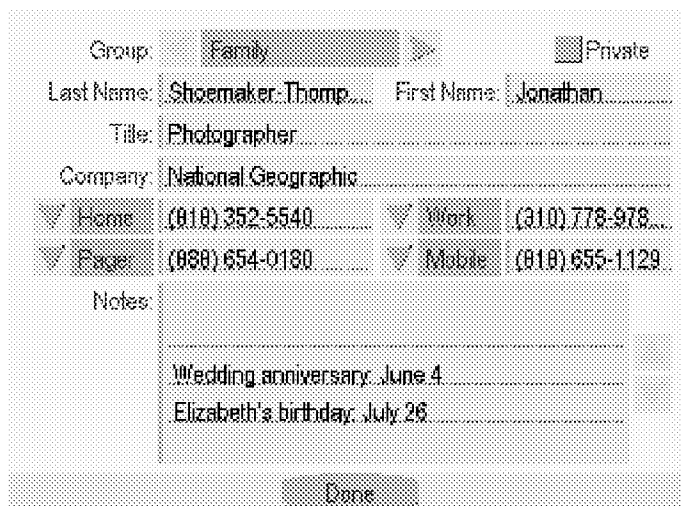 Group: Family Private
Last Name: Shoemaker-Thomp... First Name: Jonathan
Title: Photographer
Company: National Geographic
Home (818) 352-5540 Work (310) 778-978...
Pager (888) 654-0180 Mobile (818) 655-1129
Notes:
Wedding anniversary: June 4
Elizabeth's birthday: July 26
Done